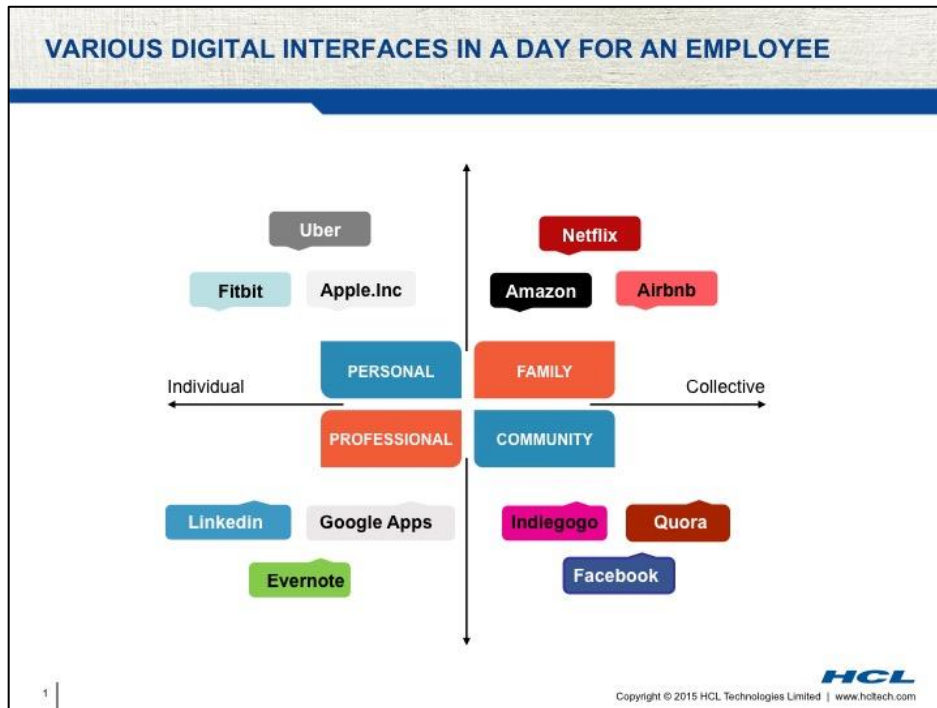 VARIOUS DIGITAL INTERFACES IN A DAY FOR AN EMPLOYEE
Uber
Netflix
Fitbit
Apple.Inc
Amazon
Airbnb
PERSONAL
FAMILY
Individual
Collective
PROFESSIONAL
COMMUNITY
Linkedin
Google Apps
Indiegogo
Quora
Evernote
Facebook
HCL
1
Copyright © 2015 HCL Technologies Limited | www.hcltech.com